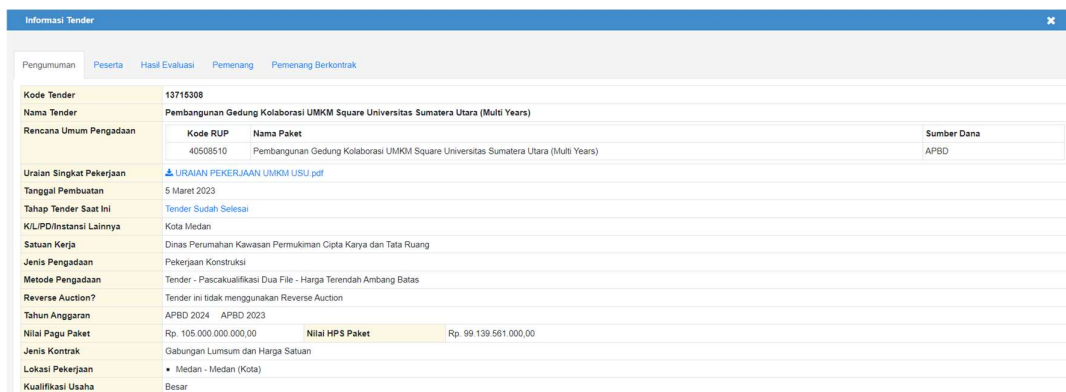 Informasi Tender ✖
Pengumuman Peserta Hasil Evaluasi Pemenang Pemenang Berkontrak
Kode Tender 13715308
Nama Tender Pembangunan Gedung Kolaborasi UMKM Square Universitas Sumatera Utara (Multi Years)
Rencana Umum Pengadaan Kode RUP Nama Paket Sumber Dana
40508510 Pembangunan Gedung Kolaborasi UMKM Square Universitas Sumatera Utara (Multi Years) APBD
Uraian Singkat Pekerjaan URAIAN PEKERJAAN UMKM USU.pdf
Tanggal Pembuatan 5 Maret 2023
Tahap Tender Saat Ini Tender Sudah Selesai
K/L/PD/Instansi Lainnya Kota Medan
Satuan Kerja Dinas Perumahan Kawasan Permukiman Cipta Karya dan Tata Ruang
Jenis Pengadaan Pekerjaan Konstruksi
Metode Pengadaan Tender - Pascakualifikasi Dua File - Harga Terendah Ambang Batas
Reverse Auction? Tender ini tidak menggunakan Reverse Auction
Tahun Anggaran APBD 2024 APBD 2023
Nilai Pagu Paket Rp. 105.000.000.000,00 Nilai HPS Paket Rp. 99.139.561.000,00
Jenis Kontrak Gabungan Lumsum dan Harga Satuan
Lokasi Pekerjaan • Medan - Medan (Kota)
Kualifikasi Usaha Besar